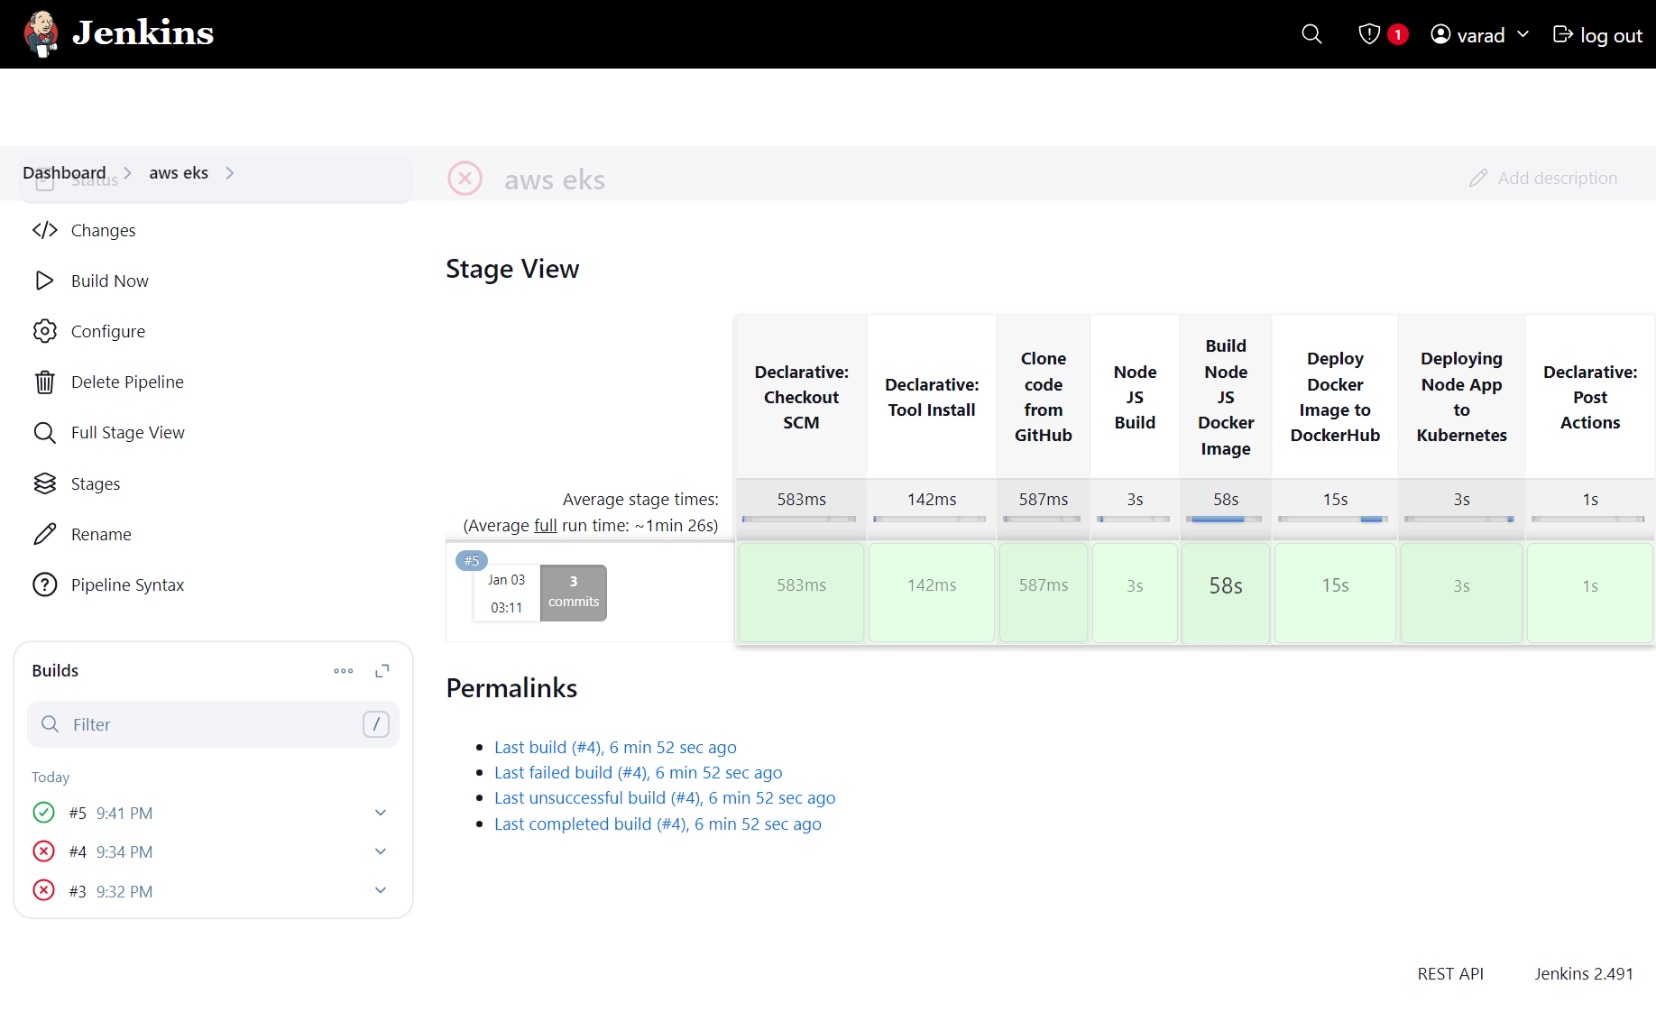 Jenkins
1
varad
log out
Dashboard
aws eks
Status
aws eks
Add description
Changes
Build Now
Configure
Delete Pipeline
Full Stage View
Stages
Rename
Pipeline Syntax
Stage View
Declarative:
Checkout
SCM
Declarative:
Tool Install
Clone
code
from
GitHub
Node
JS
Build
Build
Node
JS
Docker
Image
Deploy
Docker
Image to
DockerHub
Deploying
Node App
to
Kubernetes
Declarative:
Post
Actions
Average stage times:
(Average full run time: ~1min 26s)
583ms
142ms
587ms
3s
58s
15s
3s
1s
#5
Jan 03
03:11
3
commits
583ms
142ms
587ms
3s
58s
15s
3s
1s
Builds
Filter
/
Today
#5 9:41 PM
#4 9:34 PM
#3 9:32 PM
Permalinks
Last build (#4), 6 min 52 sec ago
Last failed build (#4), 6 min 52 sec ago
Last unsuccessful build (#4), 6 min 52 sec ago
Last completed build (#4), 6 min 52 sec ago
REST API
Jenkins 2.491